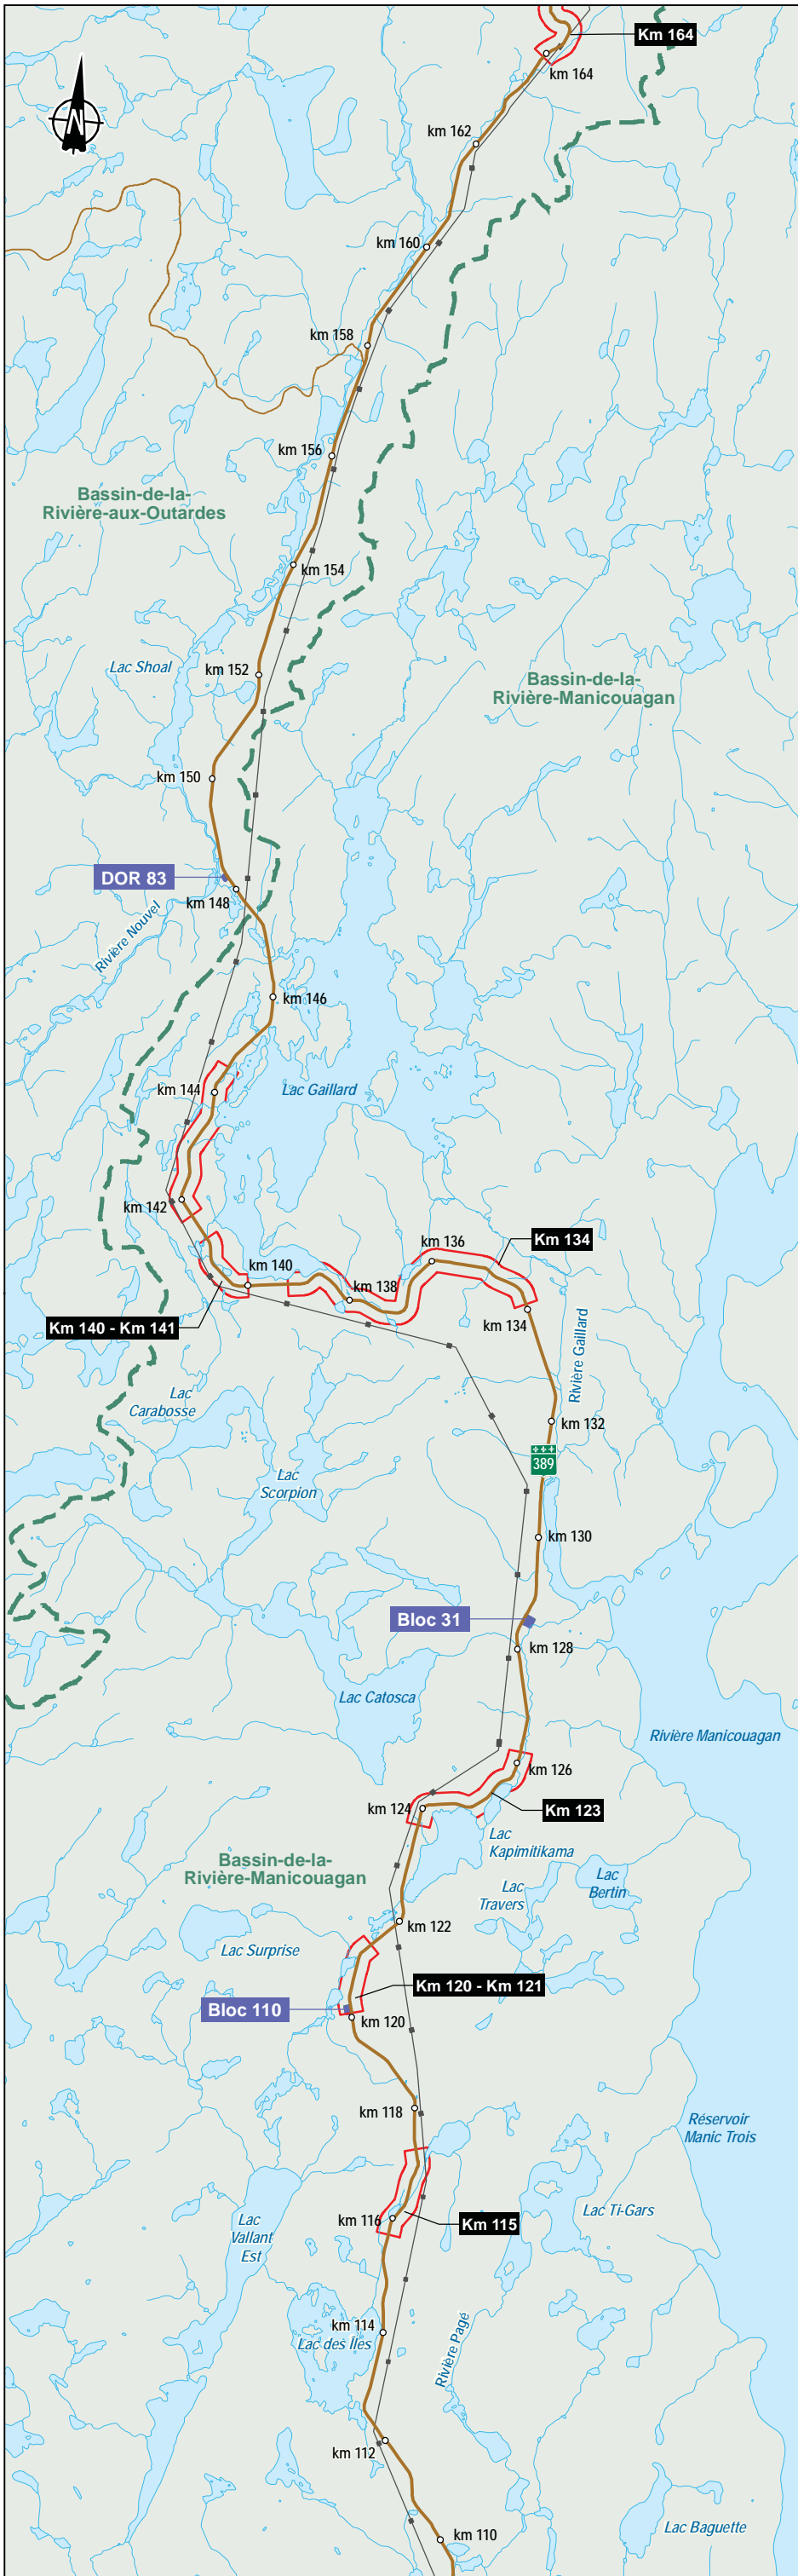 Km 164
N
km 164
km 162
km 160
km 158
km 156
Bassin-de-la-
Rivière-aux-Outardes
km 154
Lac Shoal
km 152
Bassin-de-la-
Rivière-Manicouagan
km 150
DOR 83
km 148
Rivière Nouvel
km 146
km 144
Lac Gaillard
km 142
km 136
Km 134
km 140
km 138
km 134
Km 140 - Km 141
Rivière Gaillard
Lac
Carabosse
km 132
389
Lac
Scorpion
km 130
Bloc 31
km 128
Lac Catosca
Rivière Manicouagan
km 126
km 124
Km 123
Lac
Kapimitikama
Bassin-de-la-
Rivière-Manicouagan
Lac
Bertin
Lac
Travers
km 122
Lac Surprise
Km 120 - Km 121
Bloc 110
km 120
km 118
Réservoir
Manic Trois
Lac Ti-Gars
km 116
Km 115
Lac
Vallant
Est
km 114
Lac des Îles
Rivière Pagé
km 112
Lac Baguette
km 110